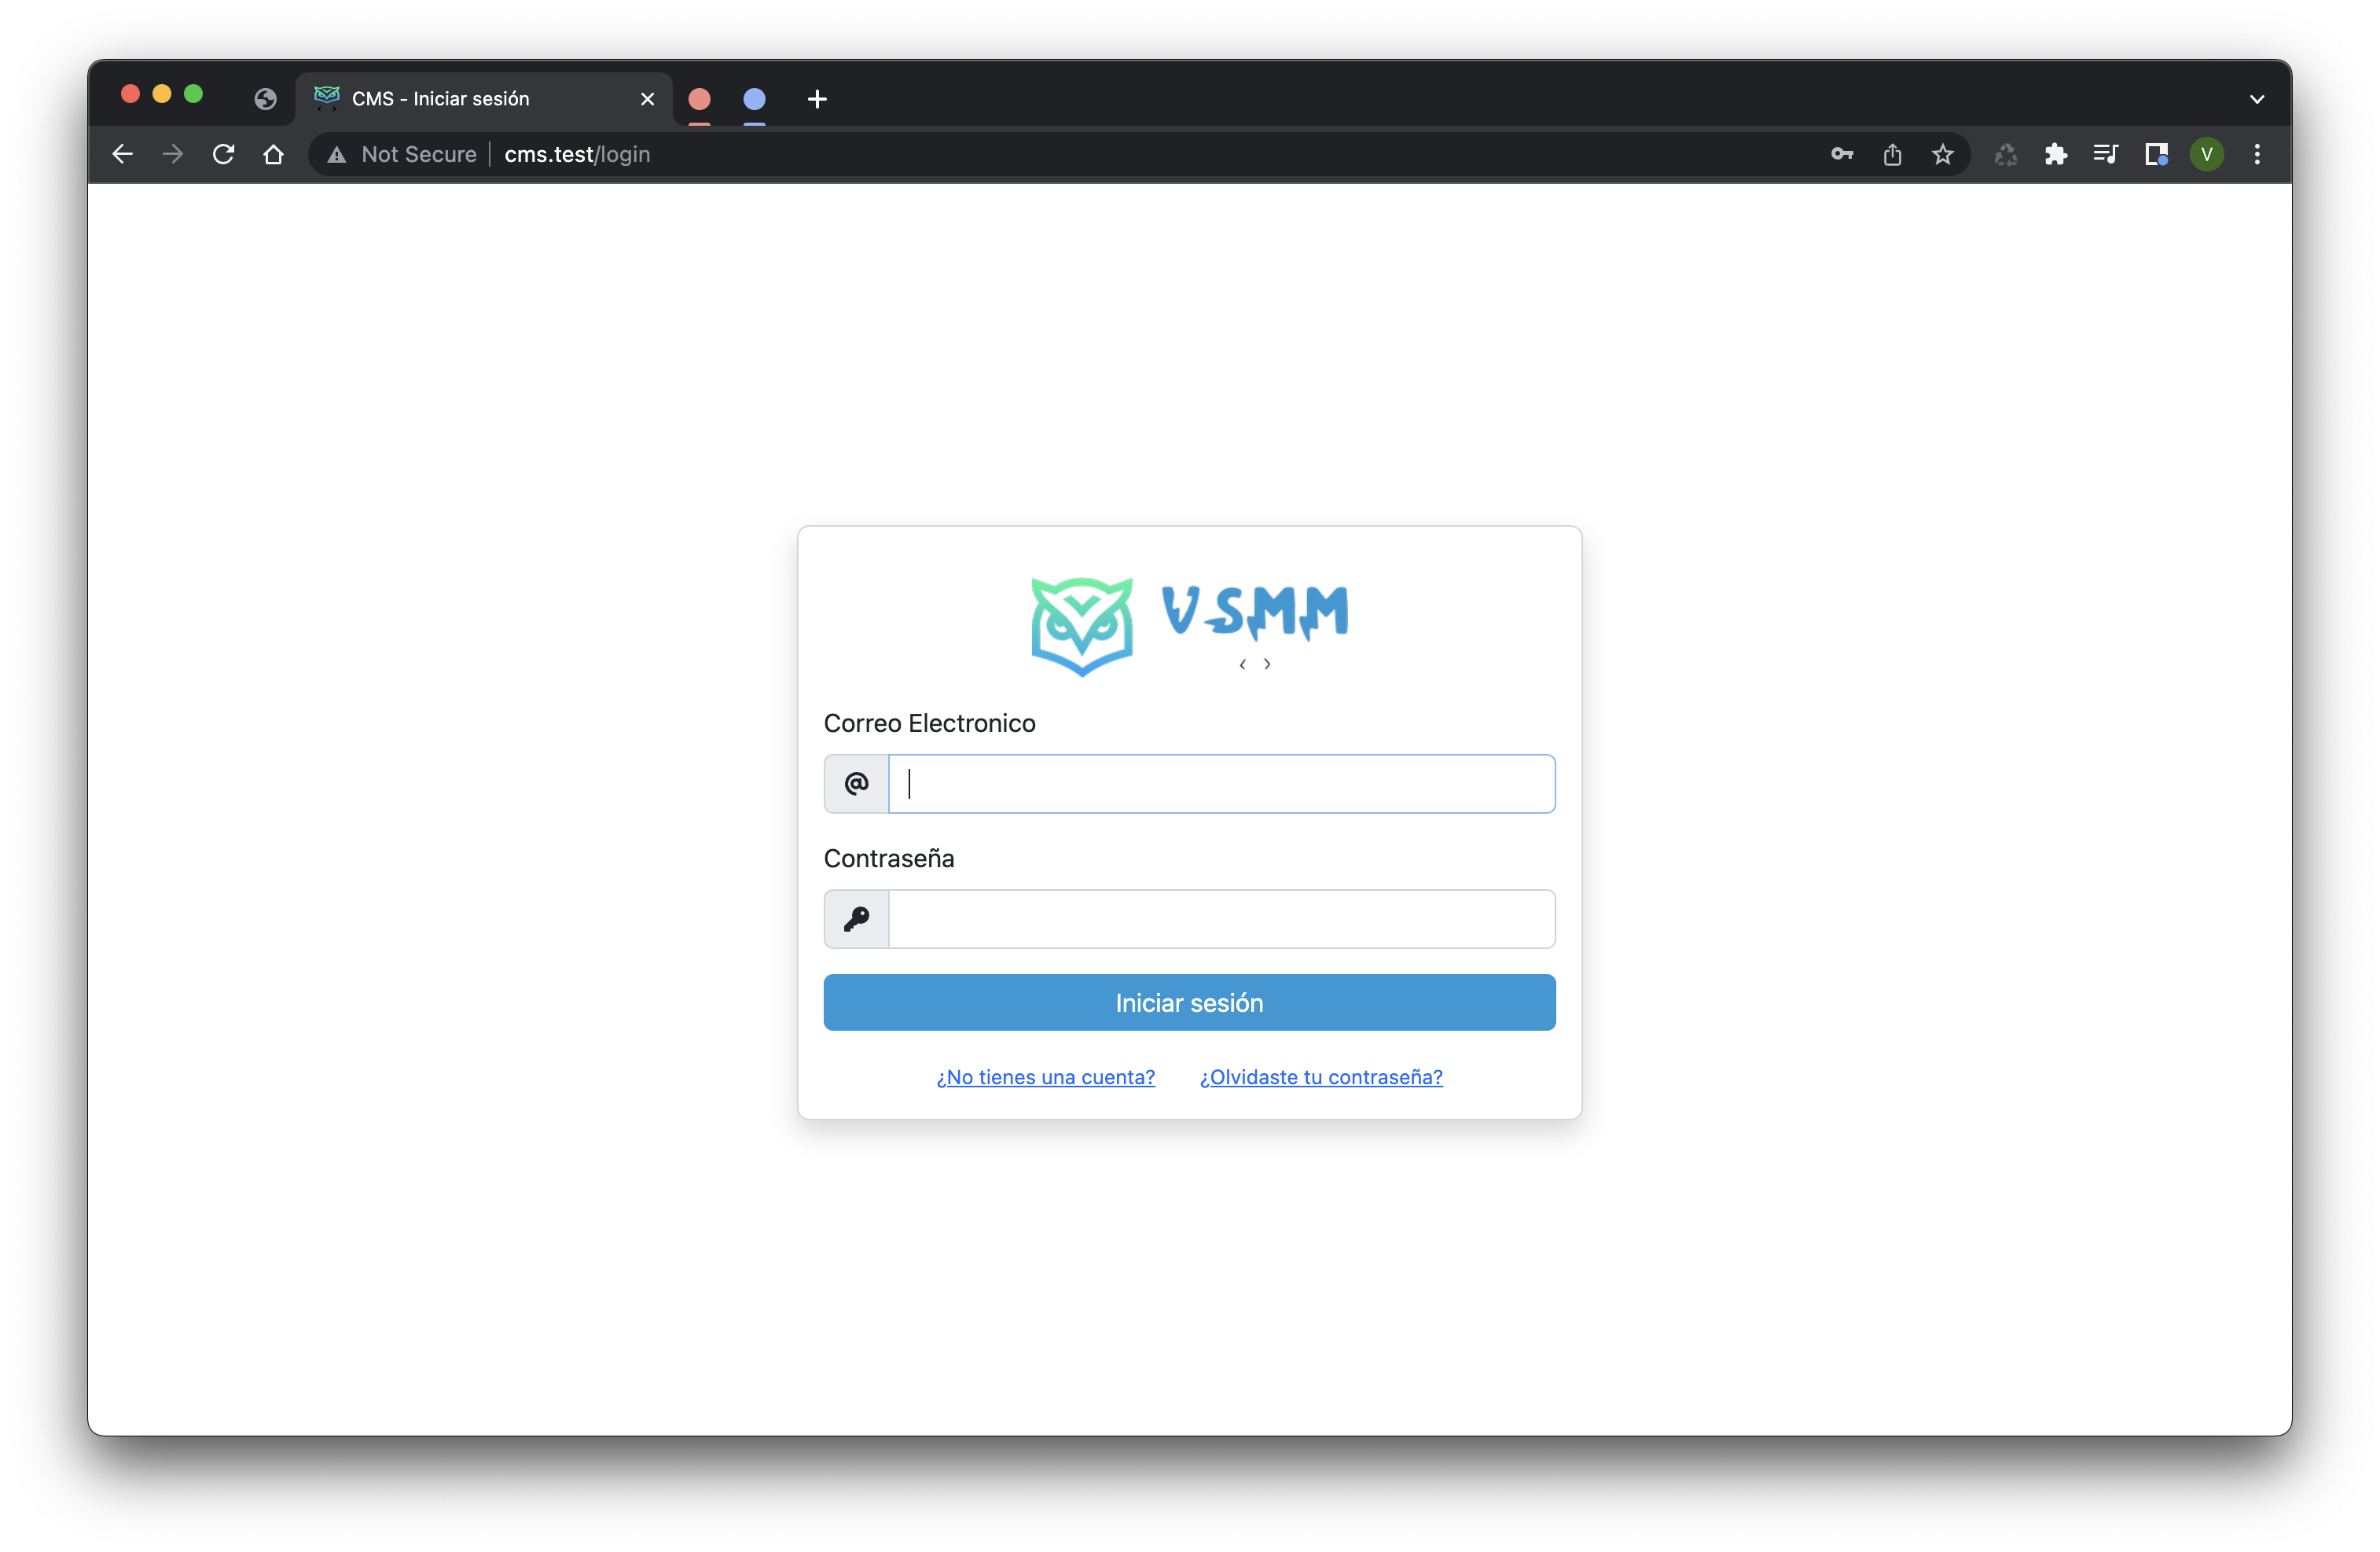 CMS - Iniciar sesión
Not Secure | cms.test/login
V
VSMM
‹ ›
Correo Electronico
@
Contraseña
Iniciar sesión
¿No tienes una cuenta? ¿Olvidaste tu contraseña?